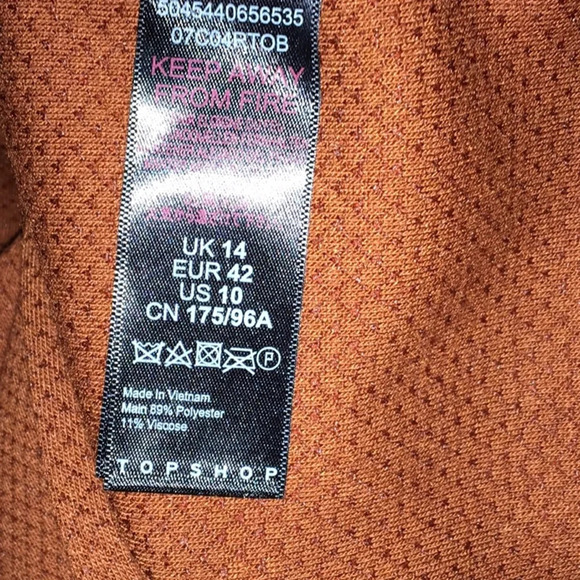 5045440656535
07C04RTOB
KEEP AWAY
FROM FIRE
UK 14
EUR 42
US 10
CN 175/96A
P
Made in Vietnam
Main 89% Polyester
11% Viscose
TOPSHOP